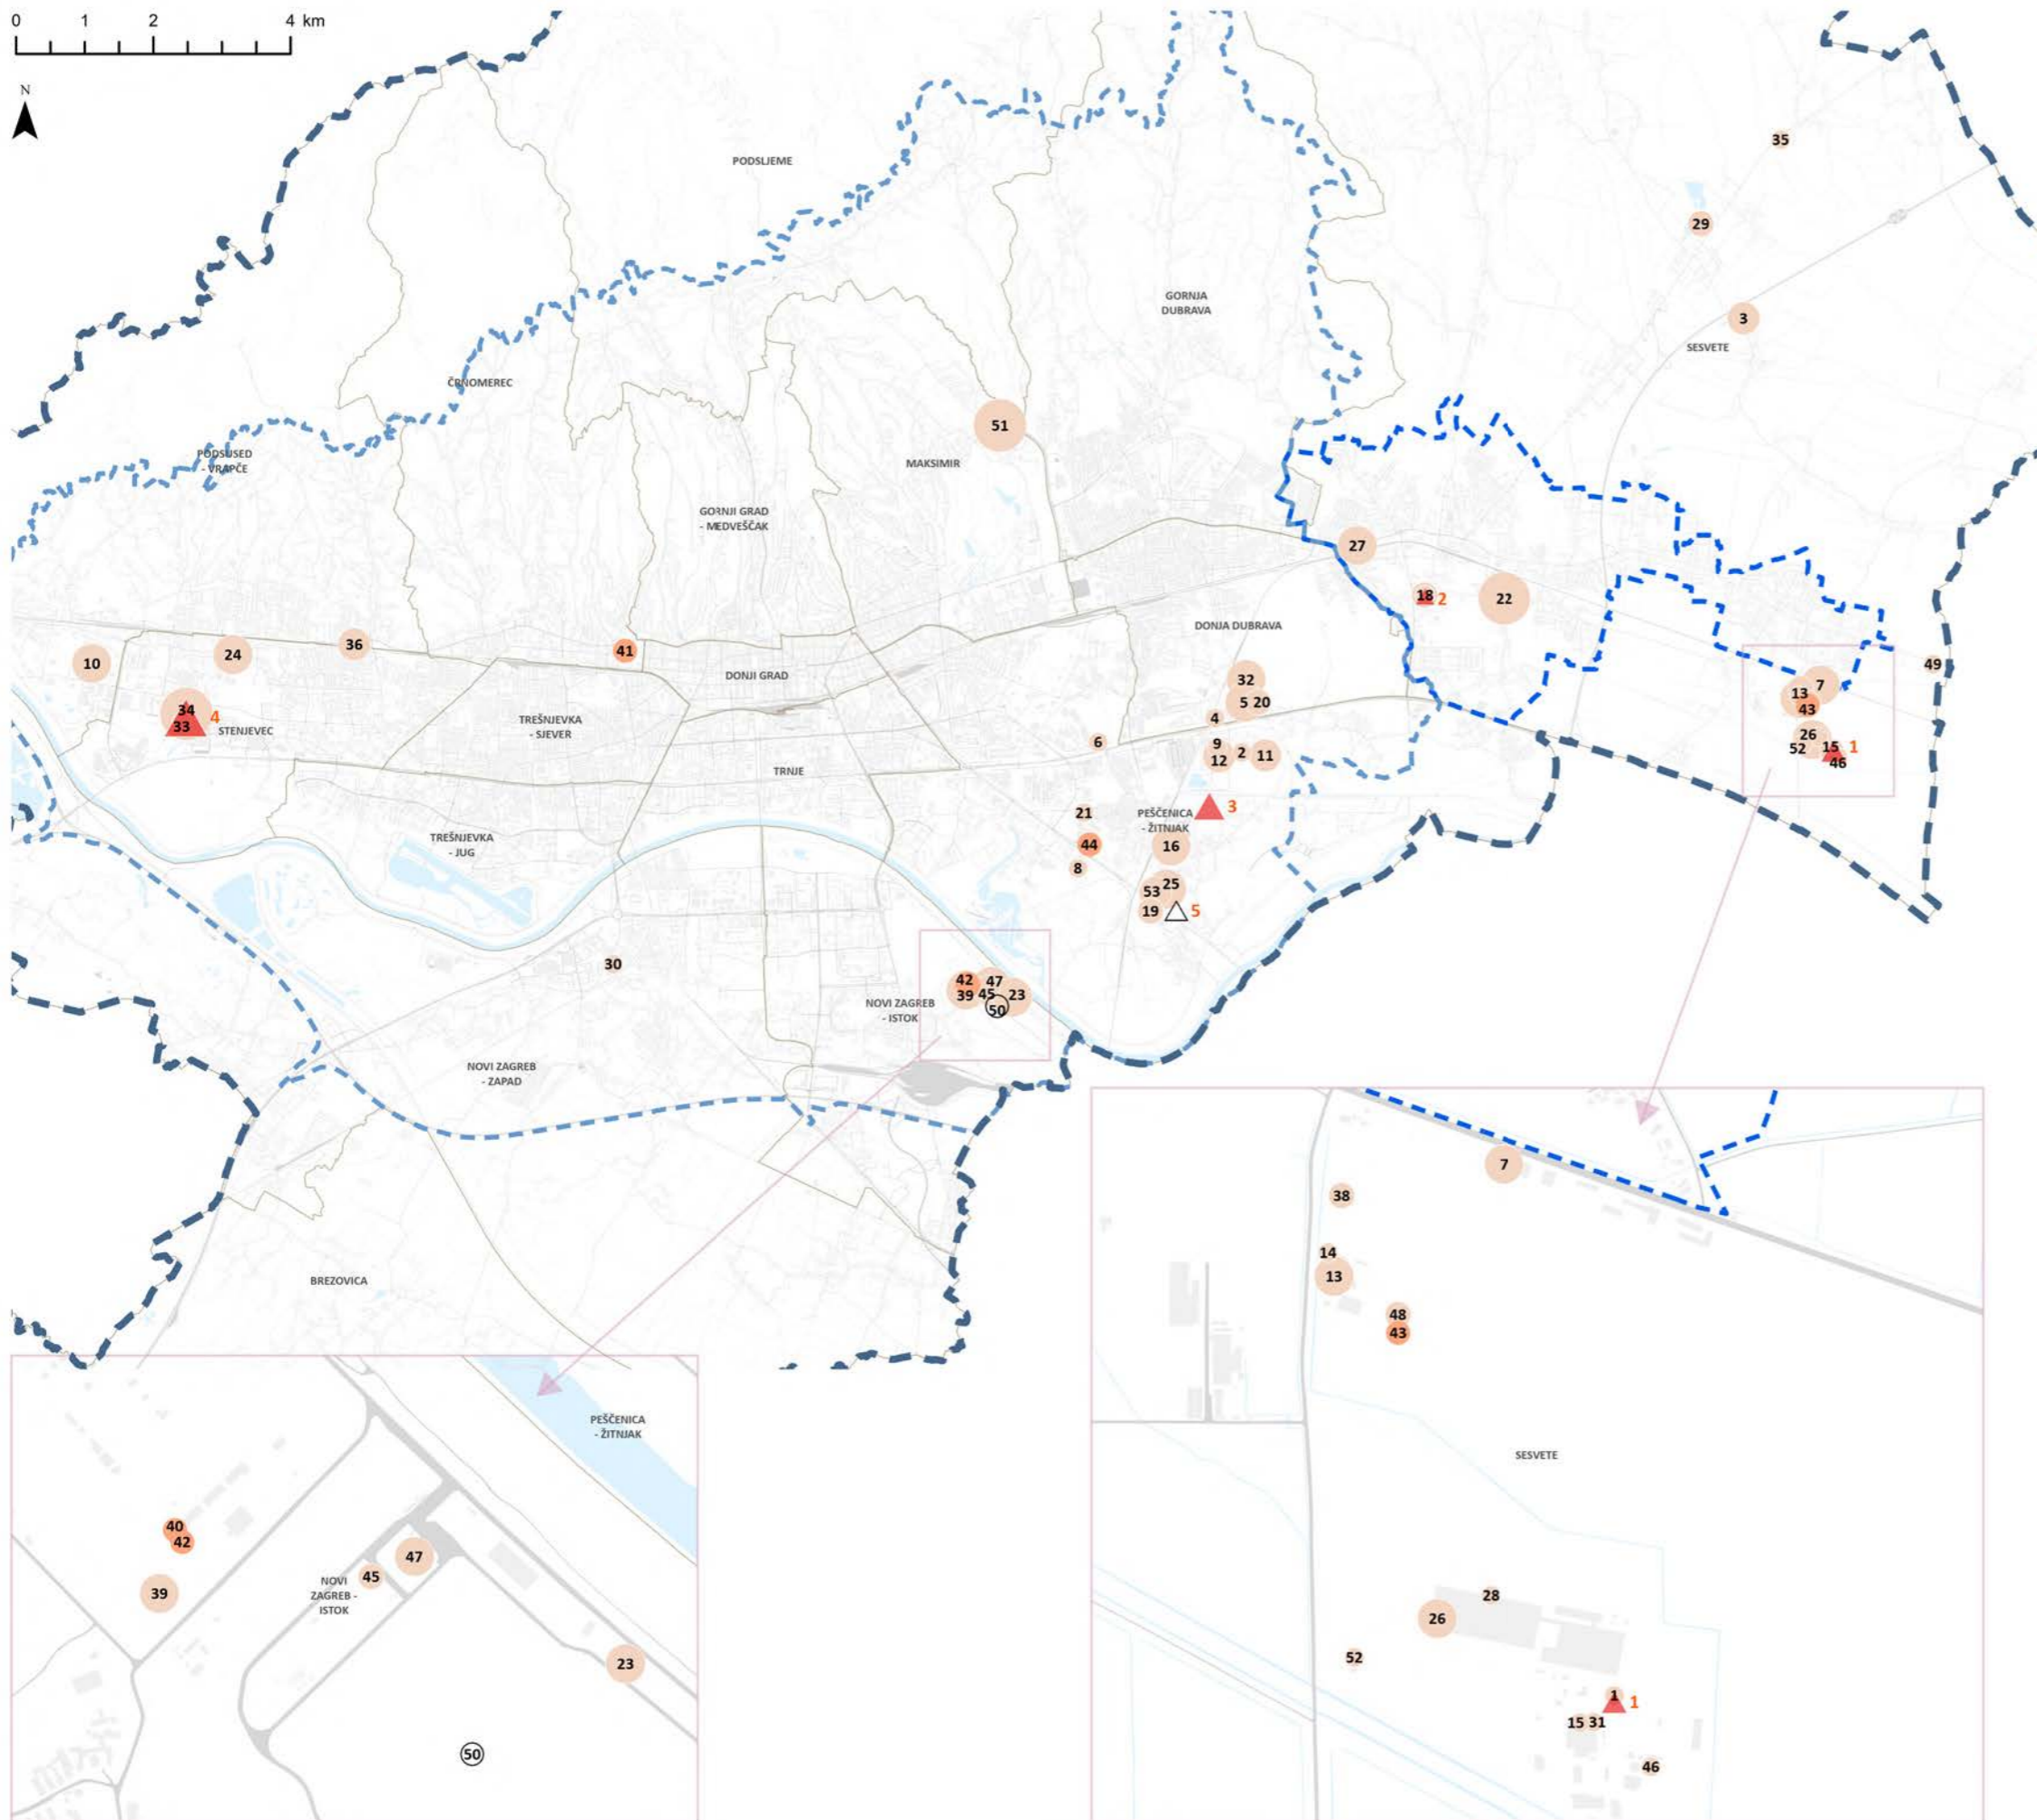 0 1 2 4 km
N
PODSLJEME
35
29
GORNJA
DUBRAVA
3
SESVETE
ČRNOMEREC
51
PODSUSED
- VRAPČE
MAKSIMIR
GORNJI GRAD
- MEDVEŠČAK
27
18 2
22
DONJA DUBRAVA
36
41
24
10
49
DONJI GRAD
32
7
13
43
5 20
34
33
4
STENJEVEC
TREŠNJEVKA
- SJEVER
4
6
9
12
2
11
26
52
15
46
1
TRNJE
3
21
PEŠČENICA
- ŽITNJAK
TREŠNJEVKA
- JUG
44
16
8
25
53
19
5
30
42
47
39
45
23
50
NOVI ZAGREB
- ISTOK
NOVI ZAGREB
- ZAPAD
BREZOVICA
7
38
14
13
48
43
SESVETE
28
26
52
1
1
15 31
46
PEŠČENICA
- ŽITNJAK
40
42
47
45
39
NOVI
ZAGREB -
ISTOK
23
50